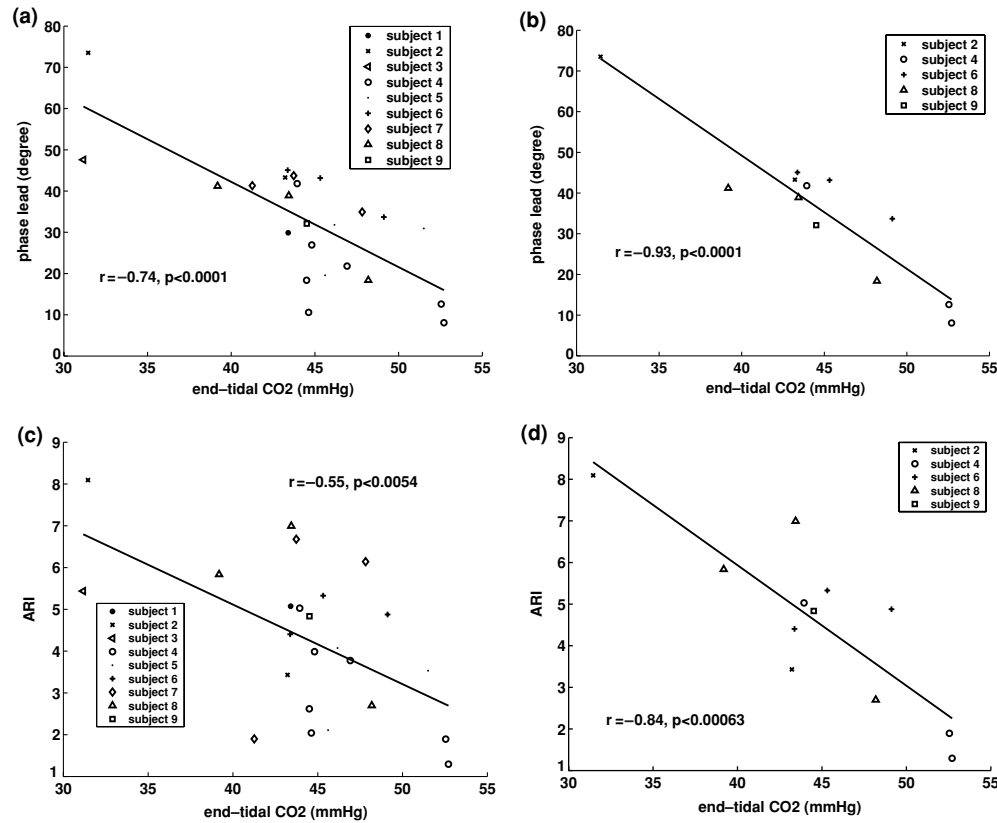 (a)
80
70
60
50
40
30
20
10
0
30
35
40
45
50
55
phase lead (degree)
end–tidal CO2 (mmHg)
r=−0.74, p<0.0001
subject 1
subject 2
subject 3
subject 4
subject 5
subject 6
subject 7
subject 8
subject 9
(b)
80
70
60
50
40
30
20
10
0
30
35
40
45
50
55
phase lead (degree)
end–tidal CO2 (mmHg)
r=−0.93, p<0.0001
subject 2
subject 4
subject 6
subject 8
subject 9
(c)
9
8
7
6
5
4
3
2
1
30
35
40
45
50
55
ARI
end–tidal CO2 (mmHg)
r=−0.55, p<0.0054
subject 1
subject 2
subject 3
subject 4
subject 5
subject 6
subject 7
subject 8
subject 9
(d)
9
8
7
6
5
4
3
2
1
30
35
40
45
50
55
ARI
end–tidal CO2 (mmHg)
r=−0.84, p<0.00063
subject 2
subject 4
subject 6
subject 8
subject 9